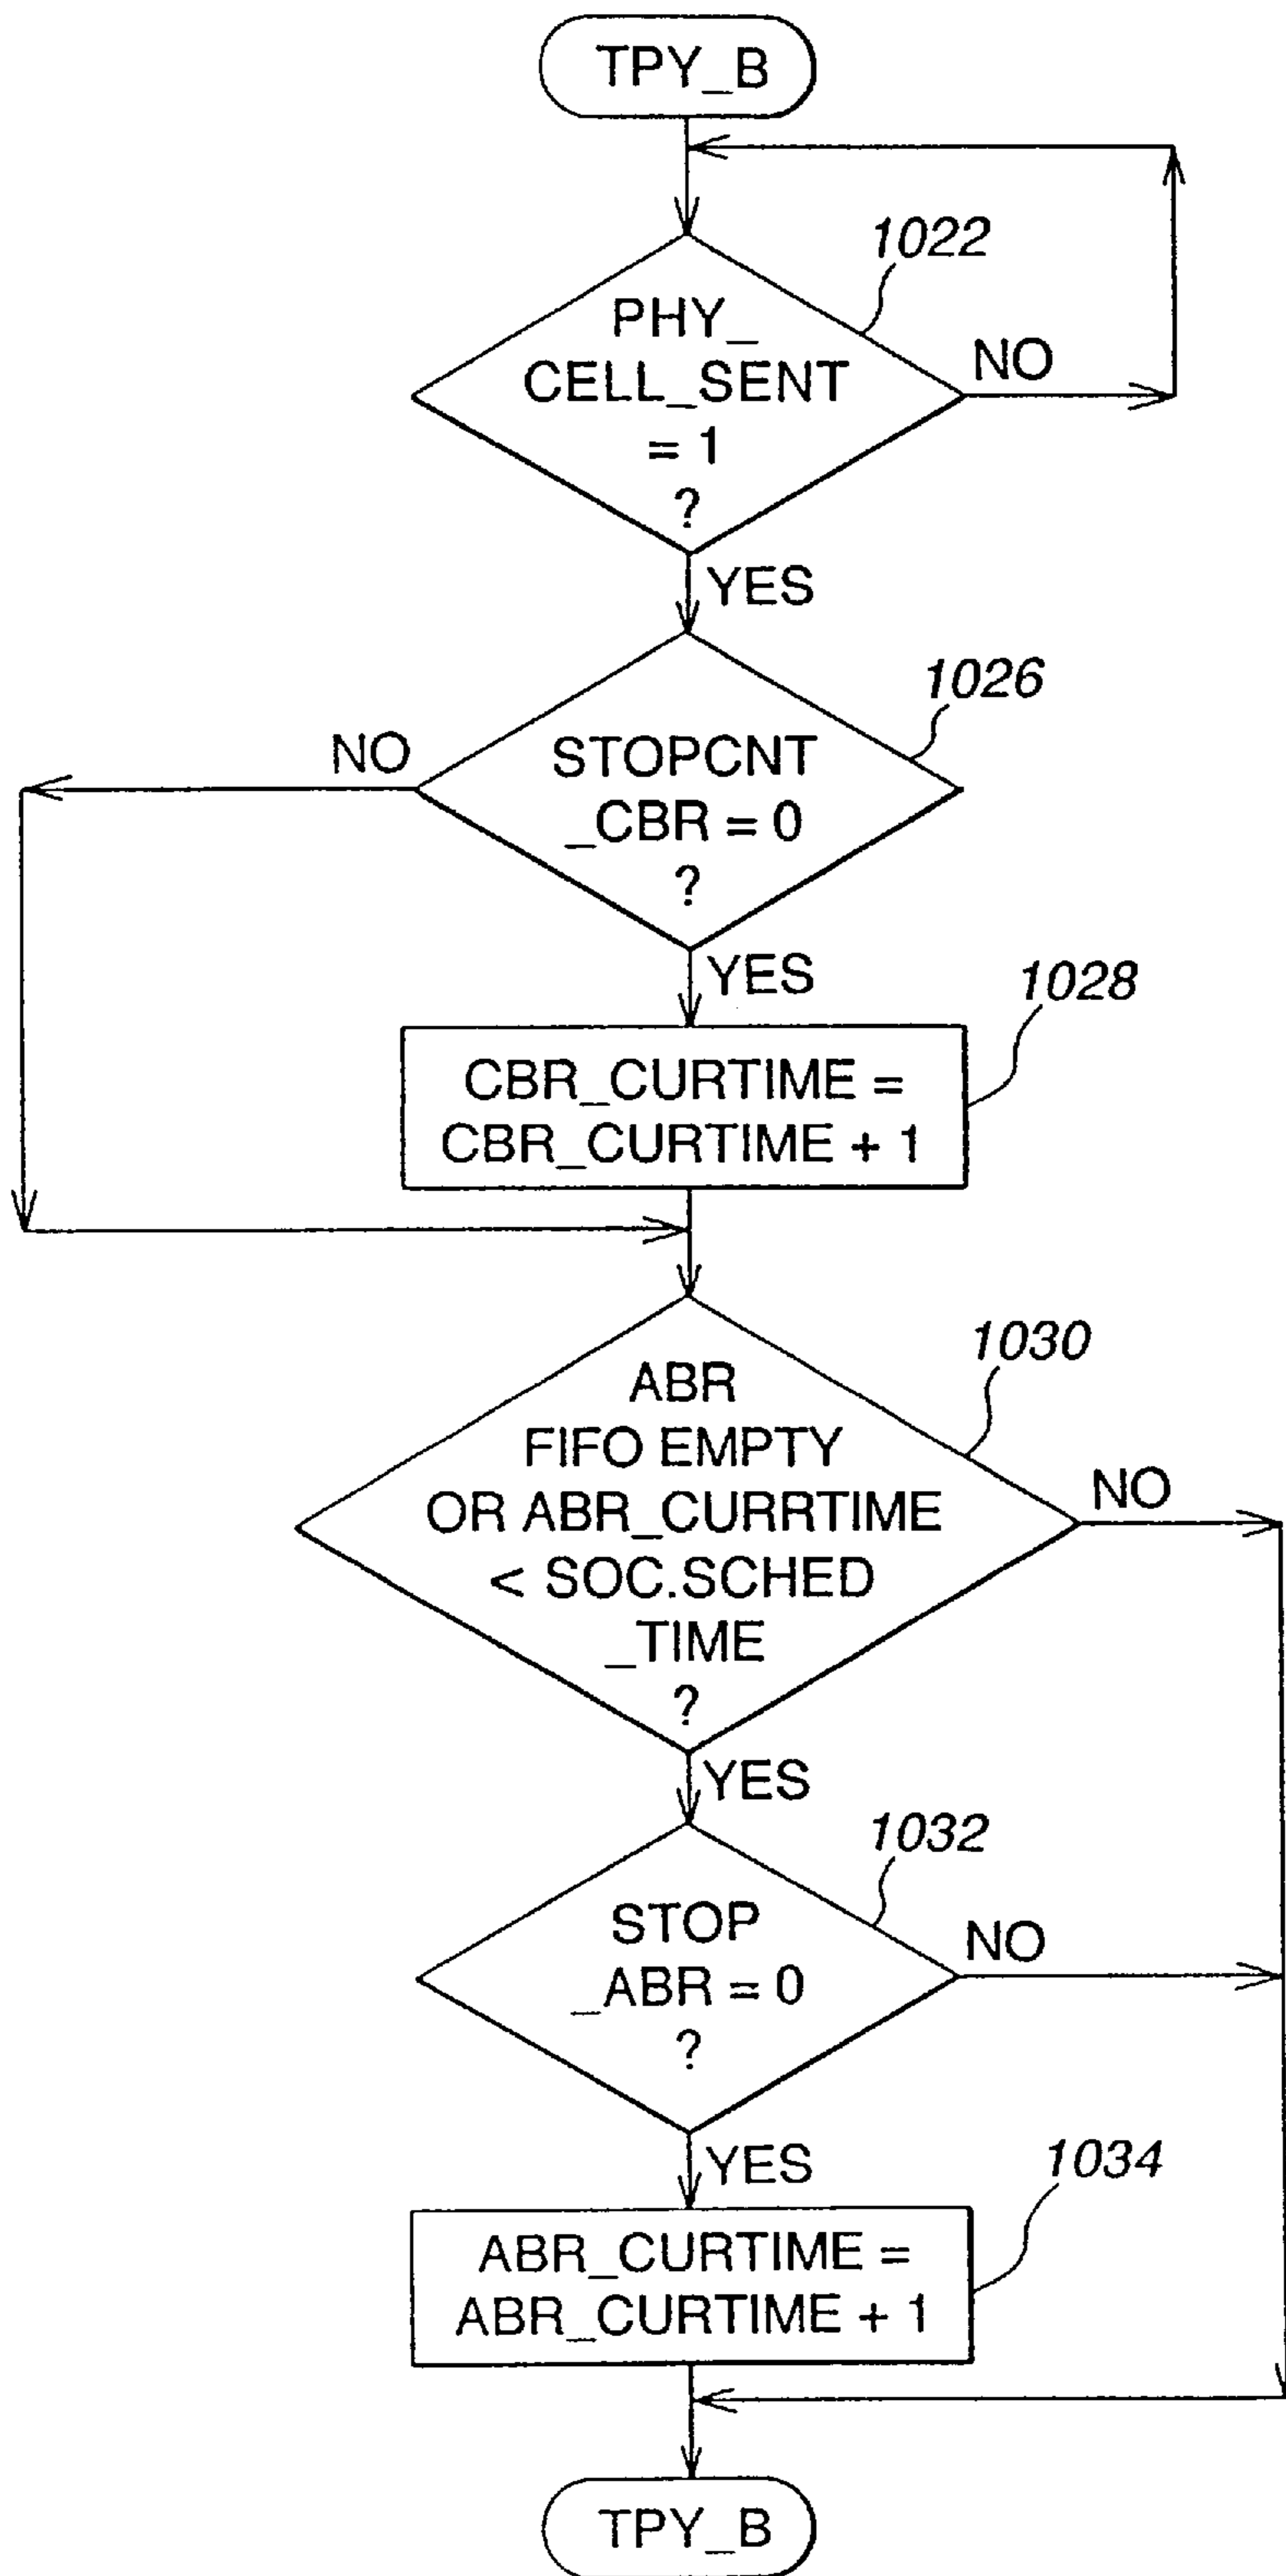 TPY_B
1022
PHY_
CELL_SENT
= 1
?
NO
YES
1026
NO
STOPCNT
_CBR = 0
?
YES
1028
CBR_CURTIME =
CBR_CURTIME + 1
1030
ABR
FIFO EMPTY
OR ABR_CURRTIME
< SOC.SCHED
_TIME
?
NO
YES
1032
STOP
_ABR = 0
?
NO
YES
1034
ABR_CURTIME =
ABR_CURTIME + 1
TPY_B